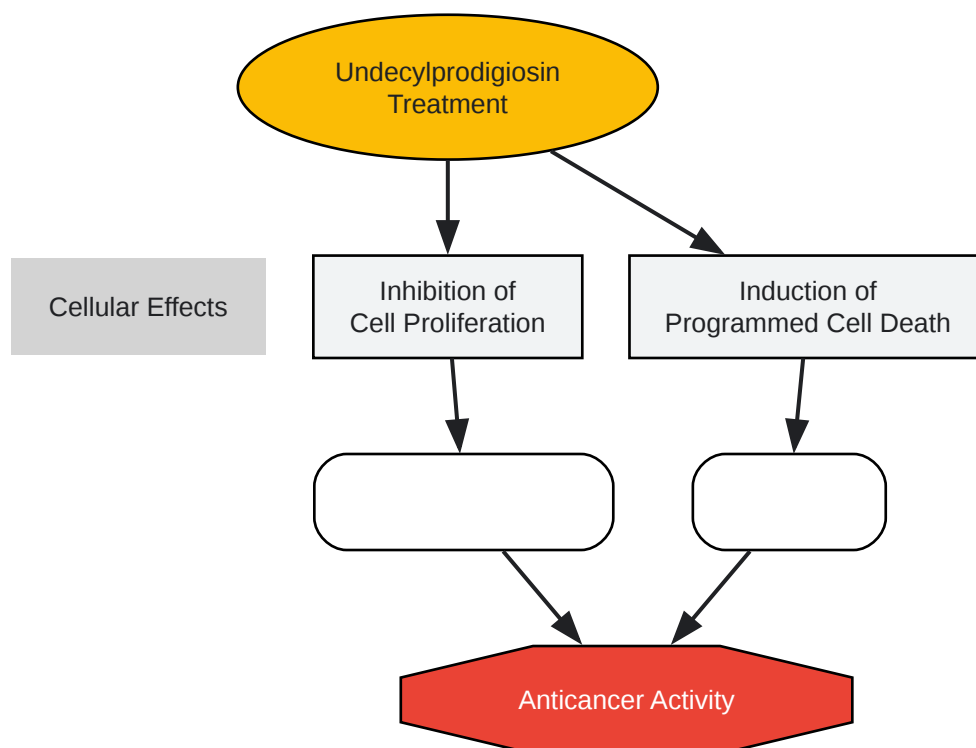 Undecylprodigiosin
Treatment
Cellular Effects
Inhibition of
Cell Proliferation
Induction of
Programmed Cell Death
Anticancer Activity